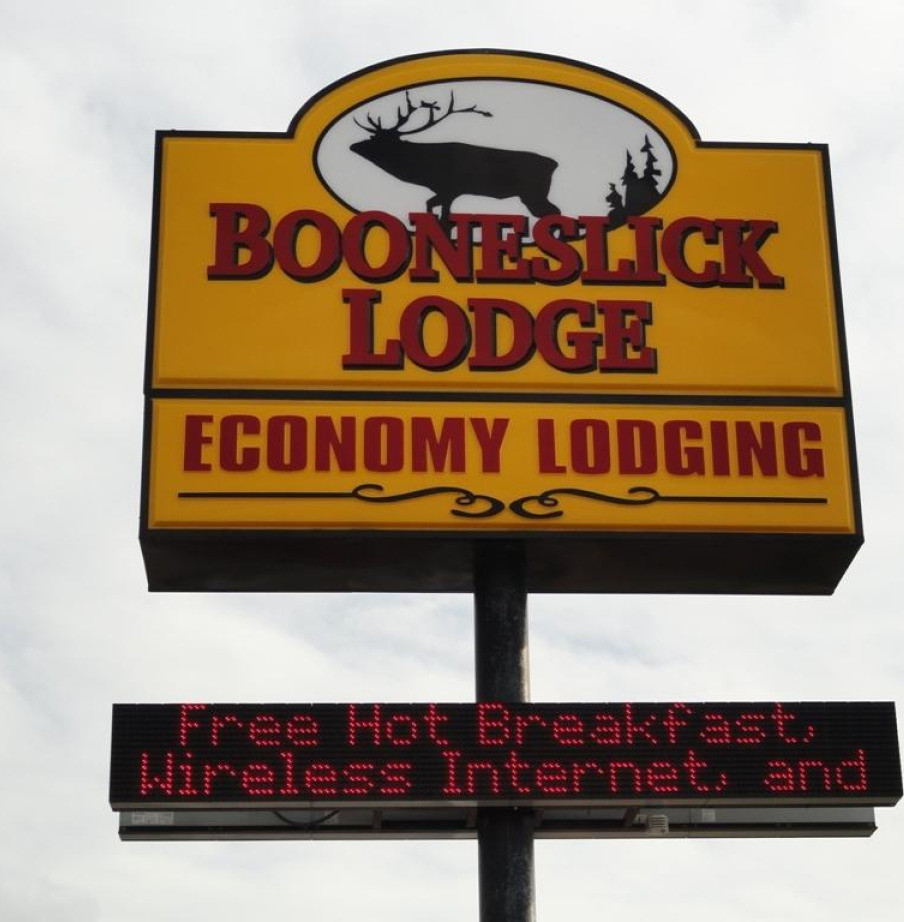 BOONESLICK
LODGE
ECONOMY LODGING
Free Hot Breakfast,
Wireless Internet, and